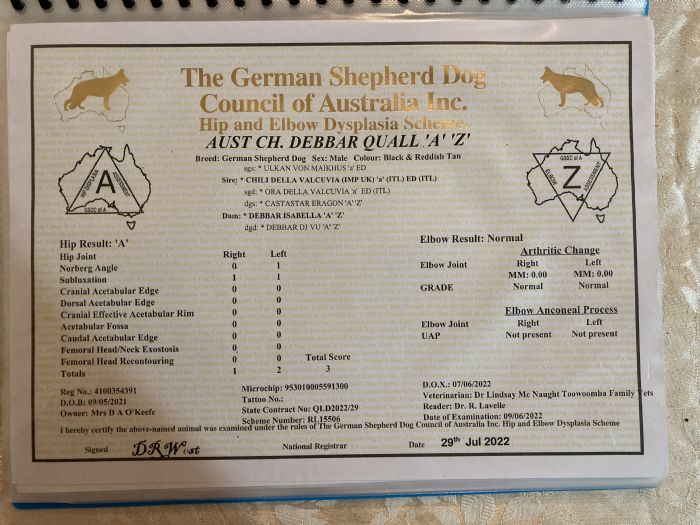 The German Shepherd Dog
Council of Australia Inc.
Hip and Elbow Dysplasia Scheme.
AUST CH. DEBBAR QUALL 'A' 'Z'
Breed: German Shepherd Dog Sex: Male Colour: Black & Reddish Tan
sgs: * ULKAN VON MAIKHUS 'a' ED
Sire: * CHILI DELLA VALCUVIA (IMP UK) 'a' (ITL) ED (ITL)
sgd: * ORA DELLA VALCUVIA 'a' ED (ITL)
dgs: * CASTASTAR ERAGON 'A' 'Z'
Dam: * DEBBAR ISABELLA 'A' 'Z'
dgd: * DEBBAR DJ VU 'A' 'Z'
HIP DYSPLASIA
ASSESSMENT
A
GSDC of A
GSDC of A
ELBOW
ASSESSMENT
Z
Hip Result: 'A'
Hip Joint Right Left
Norberg Angle 0 1
Subluxation 1 1
Cranial Acetabular Edge 0 0
Dorsal Acetabular Edge 0 0
Cranial Effective Acetabular Rim 0 0
Acetabular Fossa 0 0
Caudal Acetabular Edge 0 0
Femoral Head/Neck Exostosis 0 0
Femoral Head Recontouring 0 0 Total Score
Totals 1 2 3
Elbow Result: Normal
Arthritic Change
Elbow Joint Right Left
MM: 0.00 MM: 0.00
GRADE Normal Normal
Elbow Anconeal Process
Elbow Joint Right Left
UAP Not present Not present
Reg No.: 4100354391
D.O.B: 09/05/2021
Owner: Mrs D A O'Keefe
Microchip: 953010005591300
Tattoo No.:
State Contract No: QLD2022/29
Scheme Number: RL15506
D.O.X.: 07/06/2022
Veterinarian: Dr Lindsay Mc Naught Toowoomba Family Vets
Reader: Dr. R. Lavelle
Date of Examination: 09/06/2022
I hereby certify the above-named animal was examined under the rules of The German Shepherd Dog Council of Australia Inc. Hip and Elbow Dysplasia Scheme
Signed DRWest National Registrar Date 29th Jul 2022